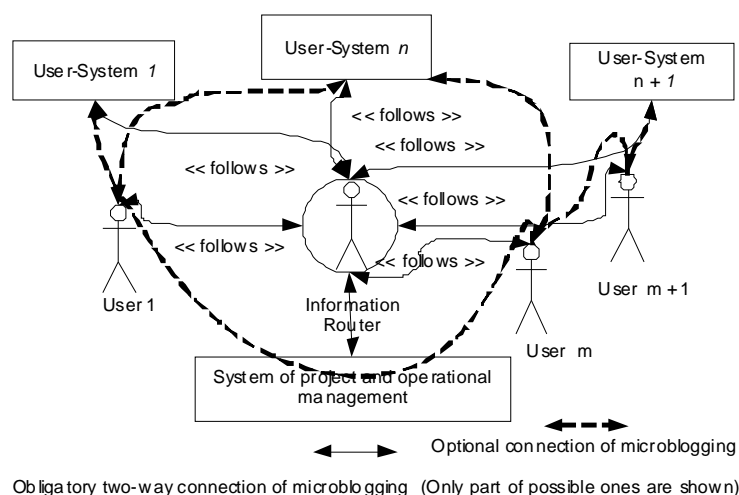 User-System n
User-System 1
User-System
n + 1
<< follows >>
<< follows >>
<< follows >>
<< follows >>
<< follows >>
<< follows >>
User 1
Information
Router
User m +1
User m
System of project and operational
management
Optional connection of microblogging
Obligatory two-way connection of microblogging (Only part of possible ones are shown)